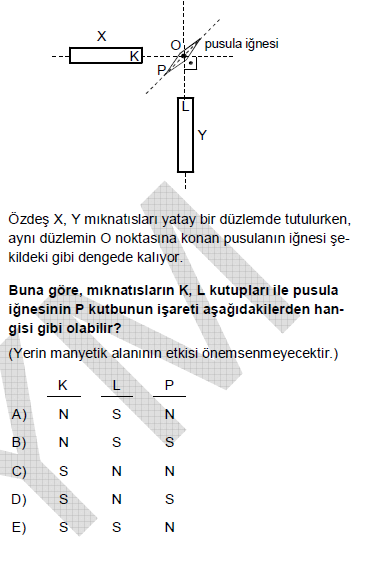 X
K
O
pusula iğnesi
P
L
Y
Özdeş X, Y mıknatısları yatay bir düzlemde tutulurken,
aynı düzlemin O noktasına konan pusulanın iğnesi şe-
kildeki gibi dengede kalıyor.
Buna göre, mıknatısların K, L kutupları ile pusula
iğnesinin P kutbunun işareti aşağıdakilerden han-
gisi gibi olabilir?
(Yerin manyetik alanının etkisi önemsenmeyecektir.)
K L P
A) N S N
B) N S S
C) S N N
D) S N S
E) S S N
YM